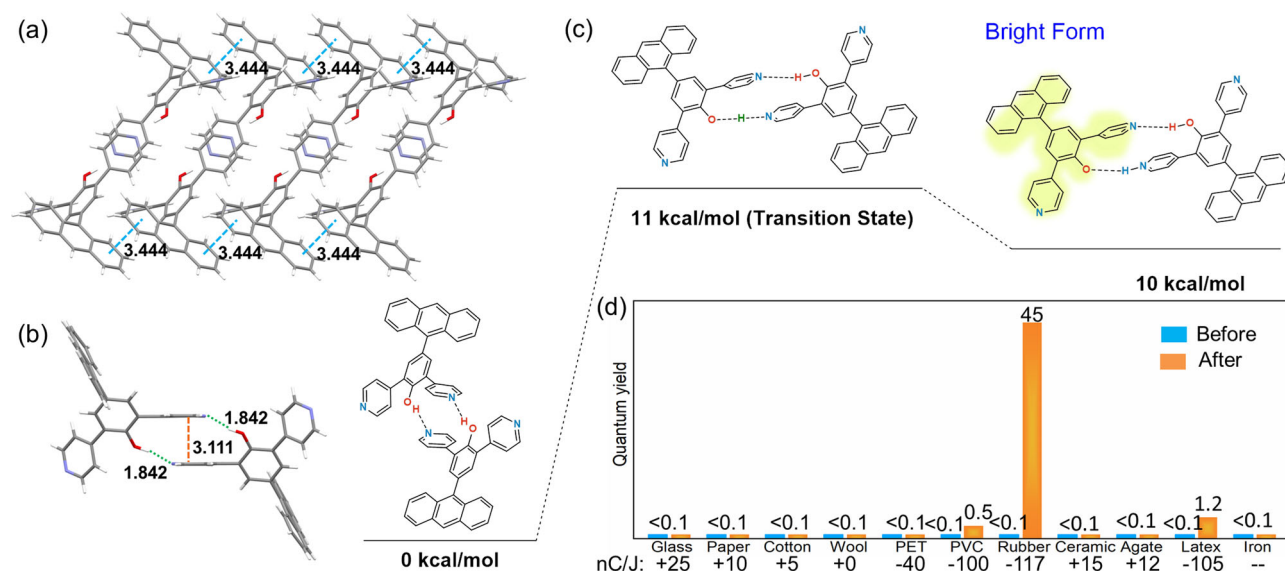 (a)
3.444 3.444 3.444
3.444 3.444 3.444
(b)
1.842
3.111
1.842
N
OH
N
N
HO
N
0 kcal/mol
(c)
Bright Form
N
N
H
O
O
H
N
N
11 kcal/mol (Transition State)
N
N
H
O
O
H
N
N
10 kcal/mol
(d)
Quantum yield
Before
After
<0.1 <0.1 <0.1 <0.1 <0.1 <0.1 0.5 <0.1 45 <0.1 <0.1 <0.1 1.2 <0.1
Glass Paper Cotton Wool PET PVC Rubber Ceramic Agate Latex Iron
nC/J: +25 +10 +5 +0 -40 -100 -117 +15 +12 -105 --